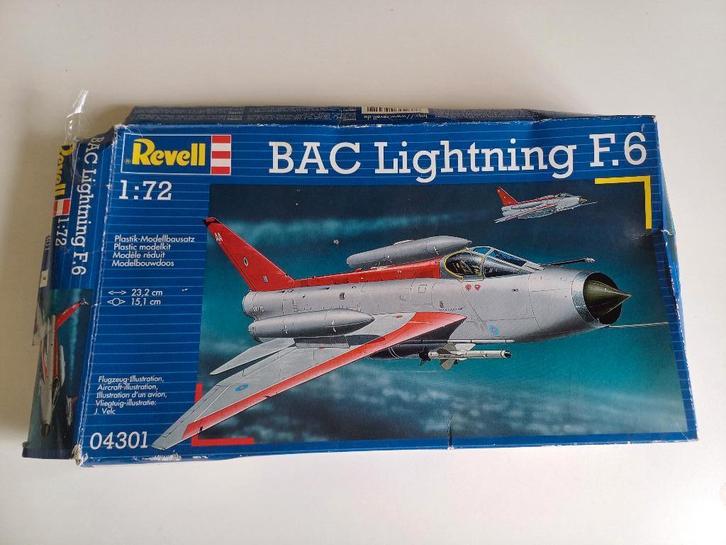 Revell
BAC Lightning F.6
1:72
Plastik-Modellbausatz
Plastic modelkit
Modèle réduit
Modelbouwdoos
23,2 cm
15,1 cm
Flugzeug-Illustration,
Aircraft-illustration,
Illustration d'un avion,
Vliegtuig-illustratie:
J. Velc
04301
Revell
1:72
BAC Lightning F.6
AA